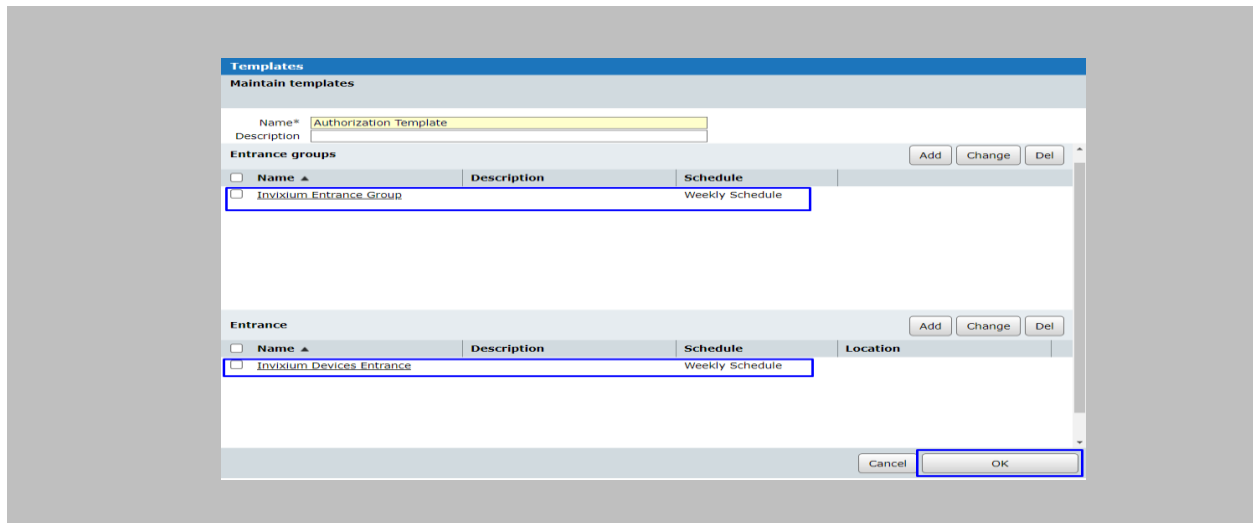 Templates
Maintain templates
Name* Authorization Template
Description
Entrance groups Add Change Del
Name ▲ Description Schedule
Invixium Entrance Group Weekly Schedule
Entrance Add Change Del
Name ▲ Description Schedule Location
Invixium Devices Entrance Weekly Schedule
Cancel OK